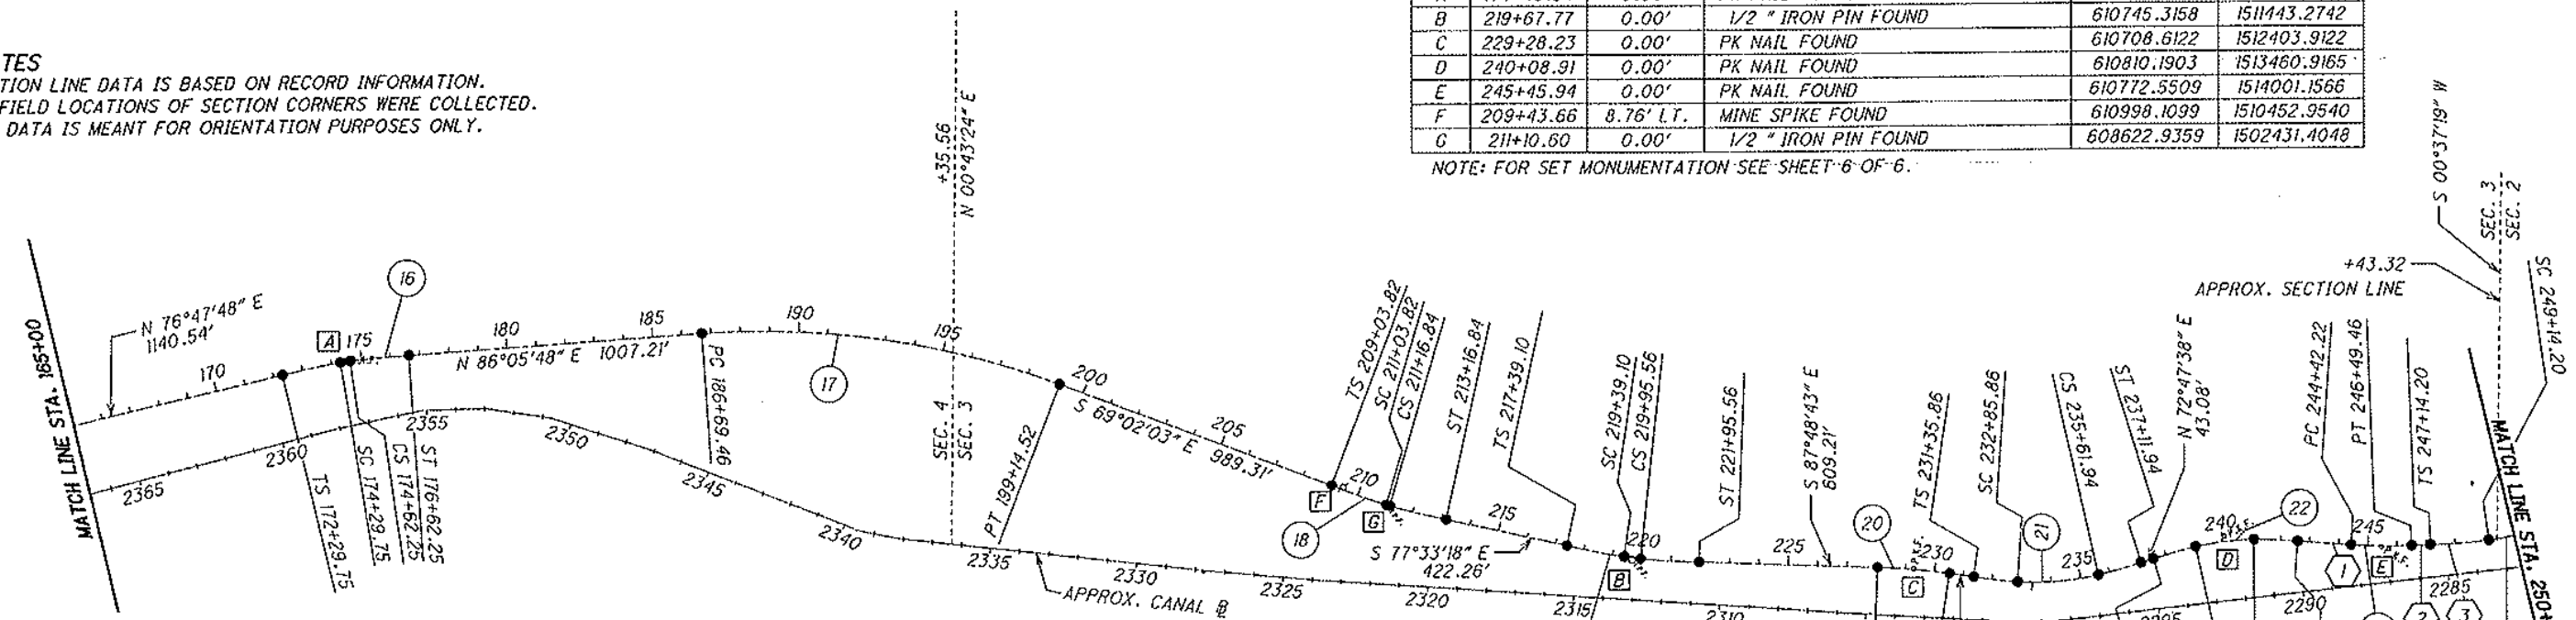 TES
TION LINE DATA IS BASED ON RECORD INFORMATION.
FIELD LOCATIONS OF SECTION CORNERS WERE COLLECTED.
DATA IS MEANT FOR ORIENTATION PURPOSES ONLY.
B 219+67.77 0.00' 1/2 " IRON PIN FOUND 610745.3158 1511443.2742
C 229+28.23 0.00' PK NAIL FOUND 610708.6122 1512403.9122
D 240+08.91 0.00' PK NAIL FOUND 610810.1903 1513460.9165
E 245+45.94 0.00' PK NAIL FOUND 610772.5509 1514001.1566
F 209+43.66 8.76' LT. MINE SPIKE FOUND 610998.1099 1510452.9540
G 211+10.60 0.00' 1/2 " IRON PIN FOUND 608622.9359 1502431.4048
NOTE: FOR SET MONUMENTATION SEE SHEET 6 OF 6.
MATCH LINE STA. 165+00
N 76°47'48" E
1140.54'
170
A
175
16
180
N 86°05'48" E 1007.21'
185
PC 186+69.46
190
17
195
+35.56
N 00°43'24" E
SEC. 4
SEC. 3
200
PT 199+14.52
S 69°02'03" E 989.31'
205
TS 172+29.75
SC 174+29.75
CS 174+62.25
ST 176+62.25
2365
2360
2355
2350
2345
2340
2335
2330
2325
2320
2315
2310
2290
2285
APPROX. CANAL ⅊
TS 209+03.82
SC 211+03.82
CS 211+16.84
ST 213+16.84
F
210
18
G
215
S 77°33'18" E
422.26'
TS 217+39.10
SC 219+39.10
CS 219+95.56
220
B
ST 221+95.56
225
S 87°48'43" E
609.21'
20
C
230
TS 231+35.86
SC 232+85.86
21
235
CS 235+61.94
ST 237+11.94
N 72°47'38" E
43.08'
240
D
22
PC 244+42.22
245
1
E
PT 246+49.46
TS 247+14.20
2
3
+43.32
APPROX. SECTION LINE
S 00°37'19" W
SEC. 3
SEC. 2
SC 249+14.20
MATCH LINE STA. 250+